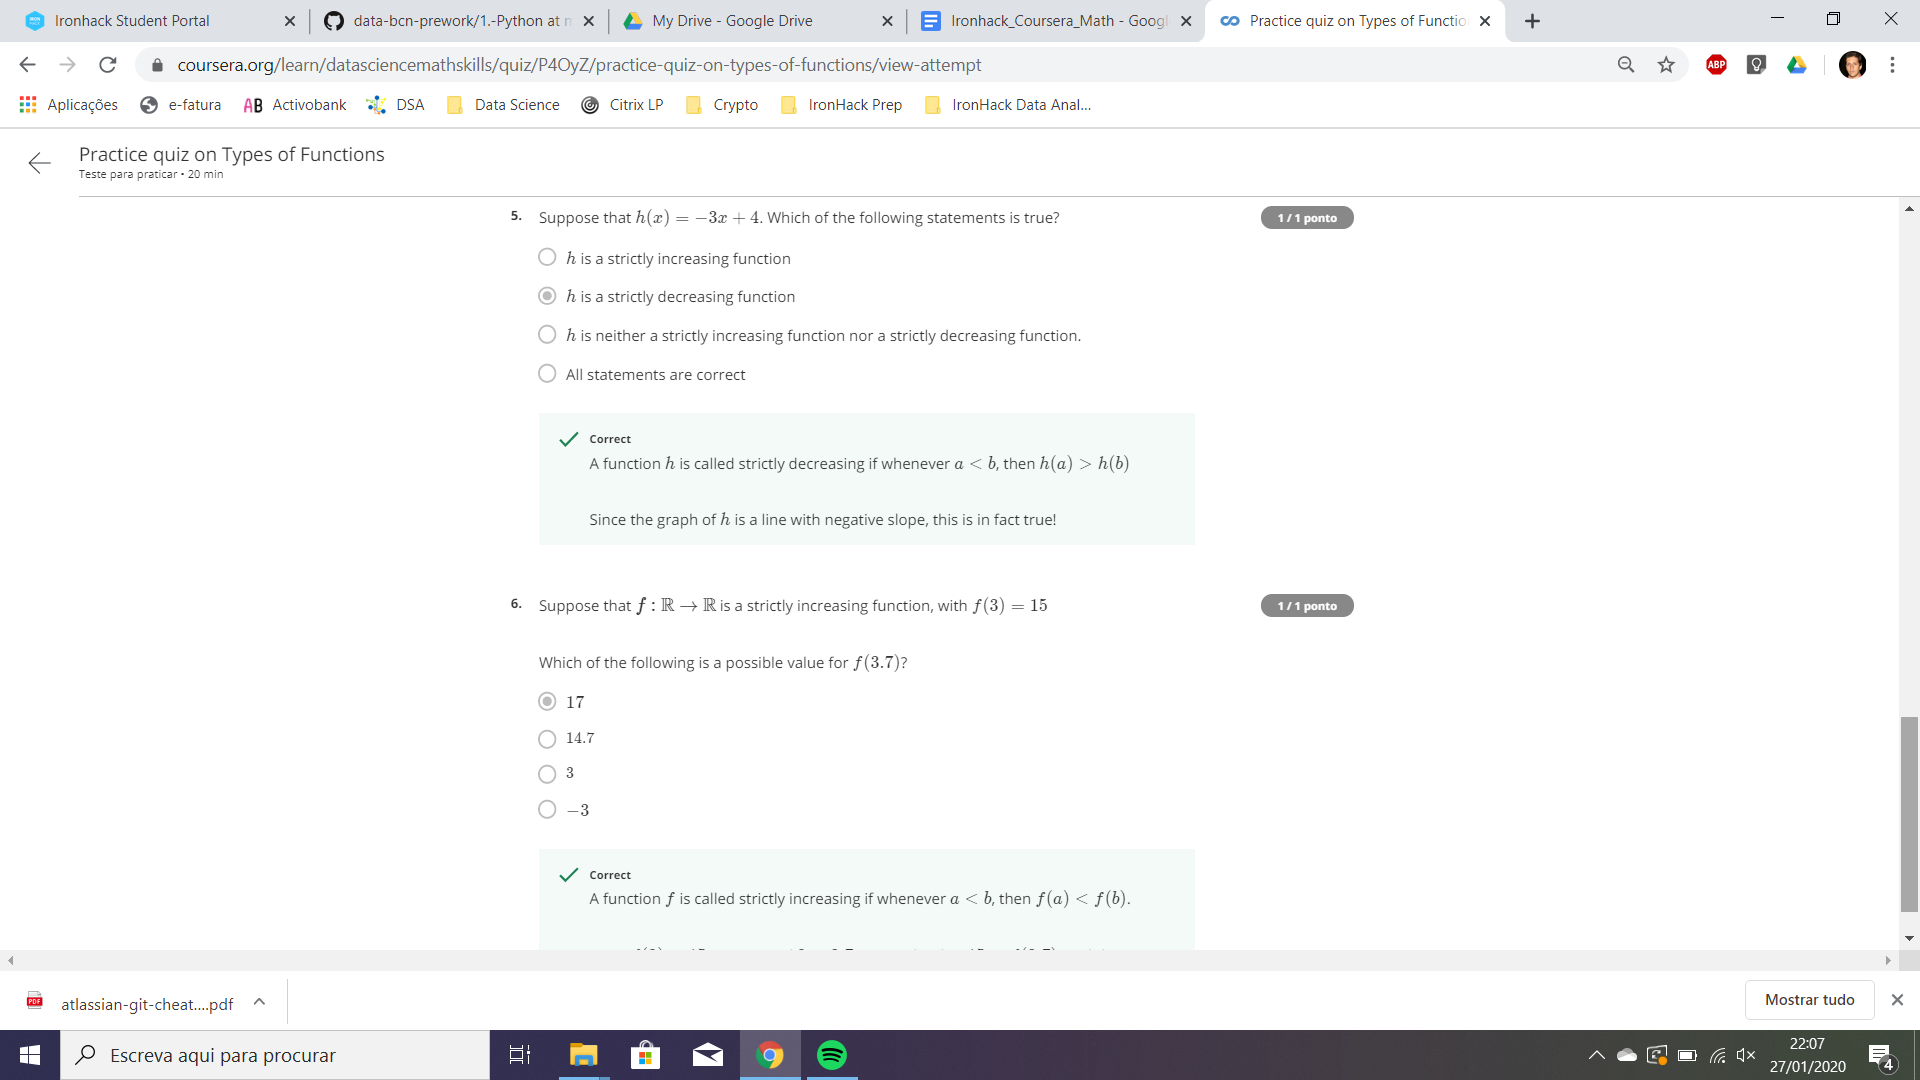 Ironhack Student Portal
data-bcn-prework/1.-Python at
My Drive - Google Drive
Ironhack_Coursera_Math - Googl
Practice quiz on Types of Functio
coursera.org/learn/datasciencemathskills/quiz/P4OyZ/practice-quiz-on-types-of-functions/view-attempt
ABP
Aplicações
e-fatura
AB Activobank
DSA
Data Science
Citrix LP
Crypto
IronHack Prep
IronHack Data Anal...
Practice quiz on Types of Functions
Teste para praticar • 20 min
5. Suppose that h(x) = −3x + 4. Which of the following statements is true?
1 / 1 ponto
h is a strictly increasing function
h is a strictly decreasing function
h is neither a strictly increasing function nor a strictly decreasing function.
All statements are correct
Correct
A function h is called strictly decreasing if whenever a < b, then h(a) > h(b)
Since the graph of h is a line with negative slope, this is in fact true!
6. Suppose that f : ℝ → ℝ is a strictly increasing function, with f(3) = 15
1 / 1 ponto
Which of the following is a possible value for f(3.7)?
17
14.7
3
−3
Correct
A function f is called strictly increasing if whenever a < b, then f(a) < f(b).
PDF
atlassian-git-cheat....pdf
Mostrar tudo
Escreva aqui para procurar
22:07
27/01/2020
4